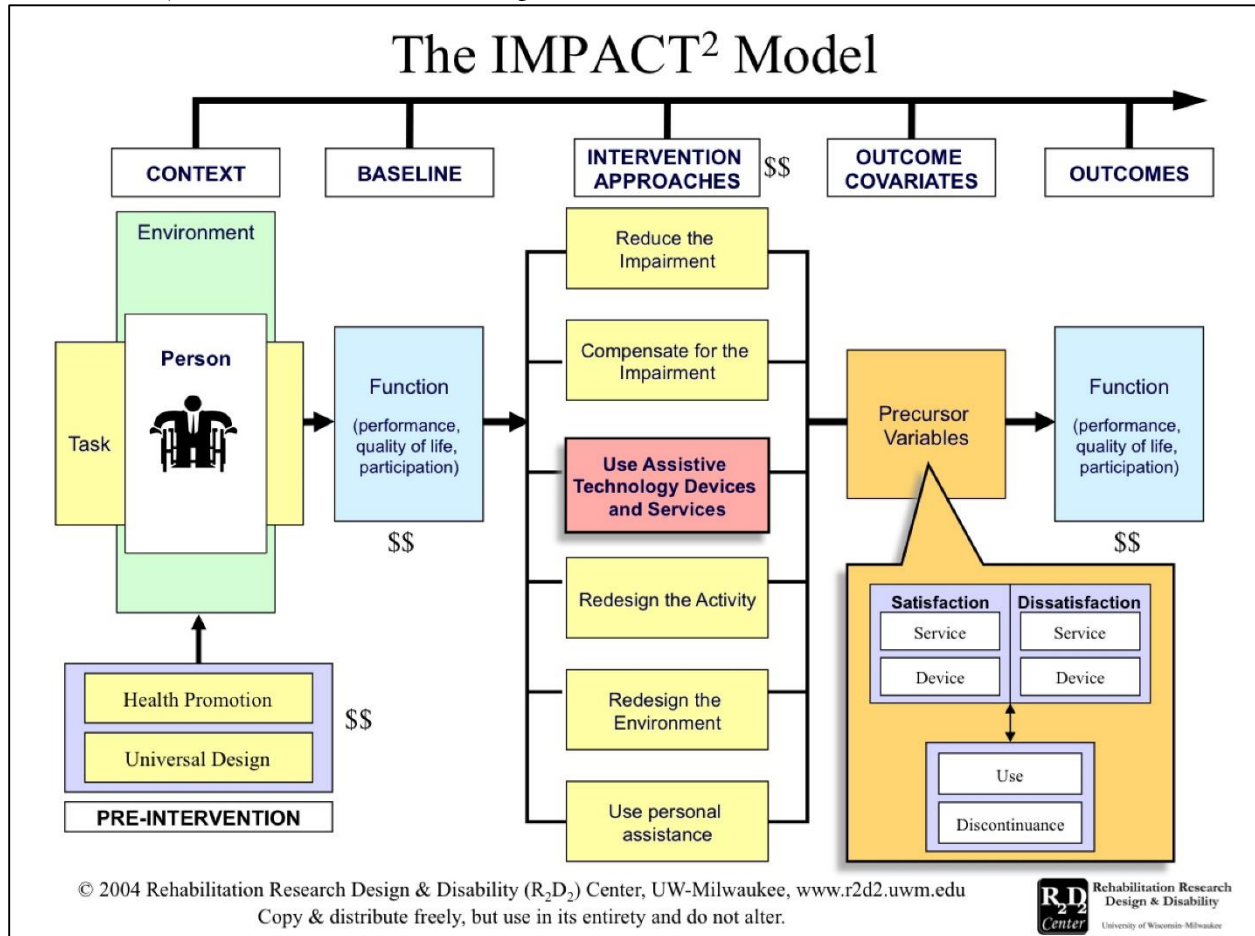 The IMPACT² Model
CONTEXT
BASELINE
INTERVENTION
APPROACHES
$$
OUTCOME
COVARIATES
OUTCOMES
Environment
Person
Task
Function
(performance,
quality of life,
participation)
$$
Reduce the
Impairment
Compensate for the
Impairment
Use Assistive
Technology Devices
and Services
Redesign the Activity
Redesign the
Environment
Use personal
assistance
Precursor
Variables
Function
(performance,
quality of life,
participation)
$$
Satisfaction
Service
Device
Dissatisfaction
Service
Device
Use
Discontinuance
Health Promotion
Universal Design
$$
PRE-INTERVENTION
© 2004 Rehabilitation Research Design & Disability (R₂D₂) Center, UW-Milwaukee, www.r2d2.uwm.edu
Copy & distribute freely, but use in its entirety and do not alter.
R₂D₂
Center
Rehabilitation Research
Design & Disability
University of Wisconsin-Milwaukee